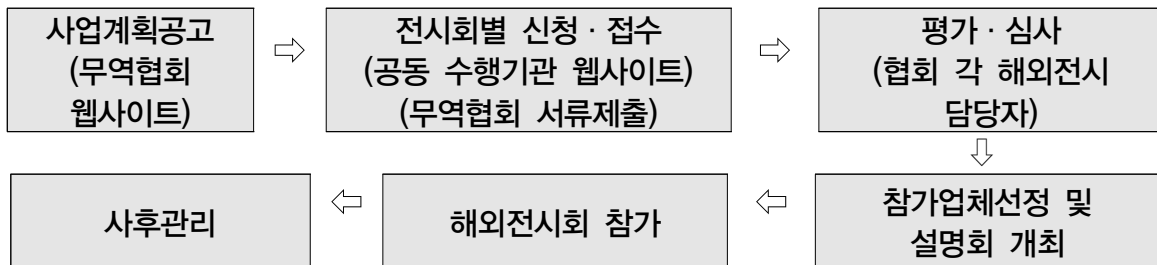 사업계획공고
(무역협회
웹사이트)
전시회별 신청·접수
(공동 수행기관 웹사이트)
(무역협회 서류제출)
평가·심사
(협회 각 해외전시
담당자)
참가업체선정 및
설명회 개최
해외전시회 참가
사후관리